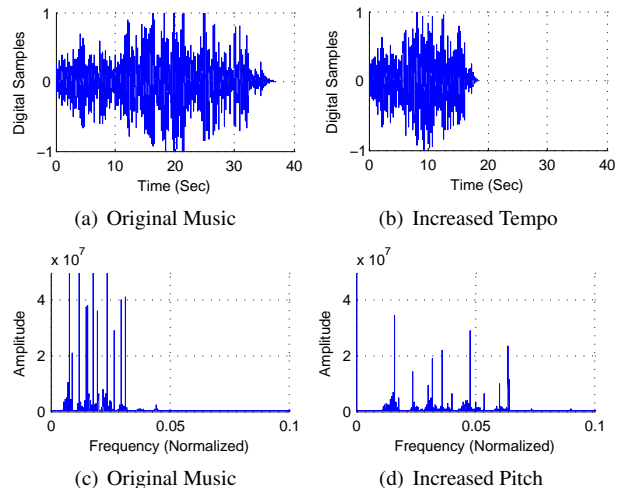 1
0
−1
Digital Samples
0 10 20 30 40
Time (Sec)
(a) Original Music
1
0
−1
Digital Samples
0 10 20 30 40
Time (Sec)
(b) Increased Tempo
x 10^7
4
2
0
Amplitude
0 0.05 0.1
Frequency (Normalized)
(c) Original Music
x 10^7
4
2
0
Amplitude
0 0.05 0.1
Frequency (Normalized)
(d) Increased Pitch